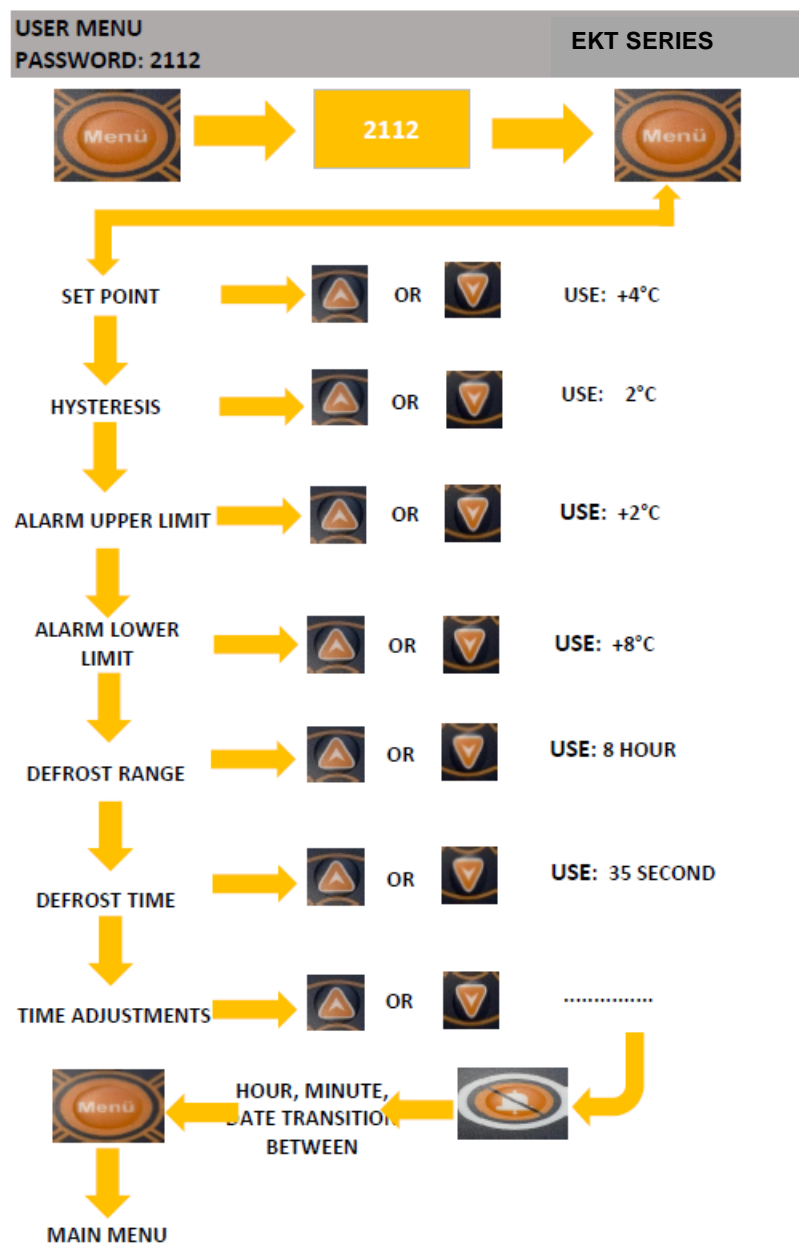 USER MENU
PASSWORD: 2112
EKT SERIES
Menü
2112
Menü
SET POINT
OR
USE: +4°C
HYSTERESIS
OR
USE: 2°C
ALARM UPPER LIMIT
OR
USE: +2°C
ALARM LOWER
LIMIT
OR
USE: +8°C
DEFROST RANGE
OR
USE: 8 HOUR
DEFROST TIME
OR
USE: 35 SECOND
TIME ADJUSTMENTS
OR
...............
Menü
HOUR, MINUTE,
DATE TRANSITION
BETWEEN
MAIN MENU